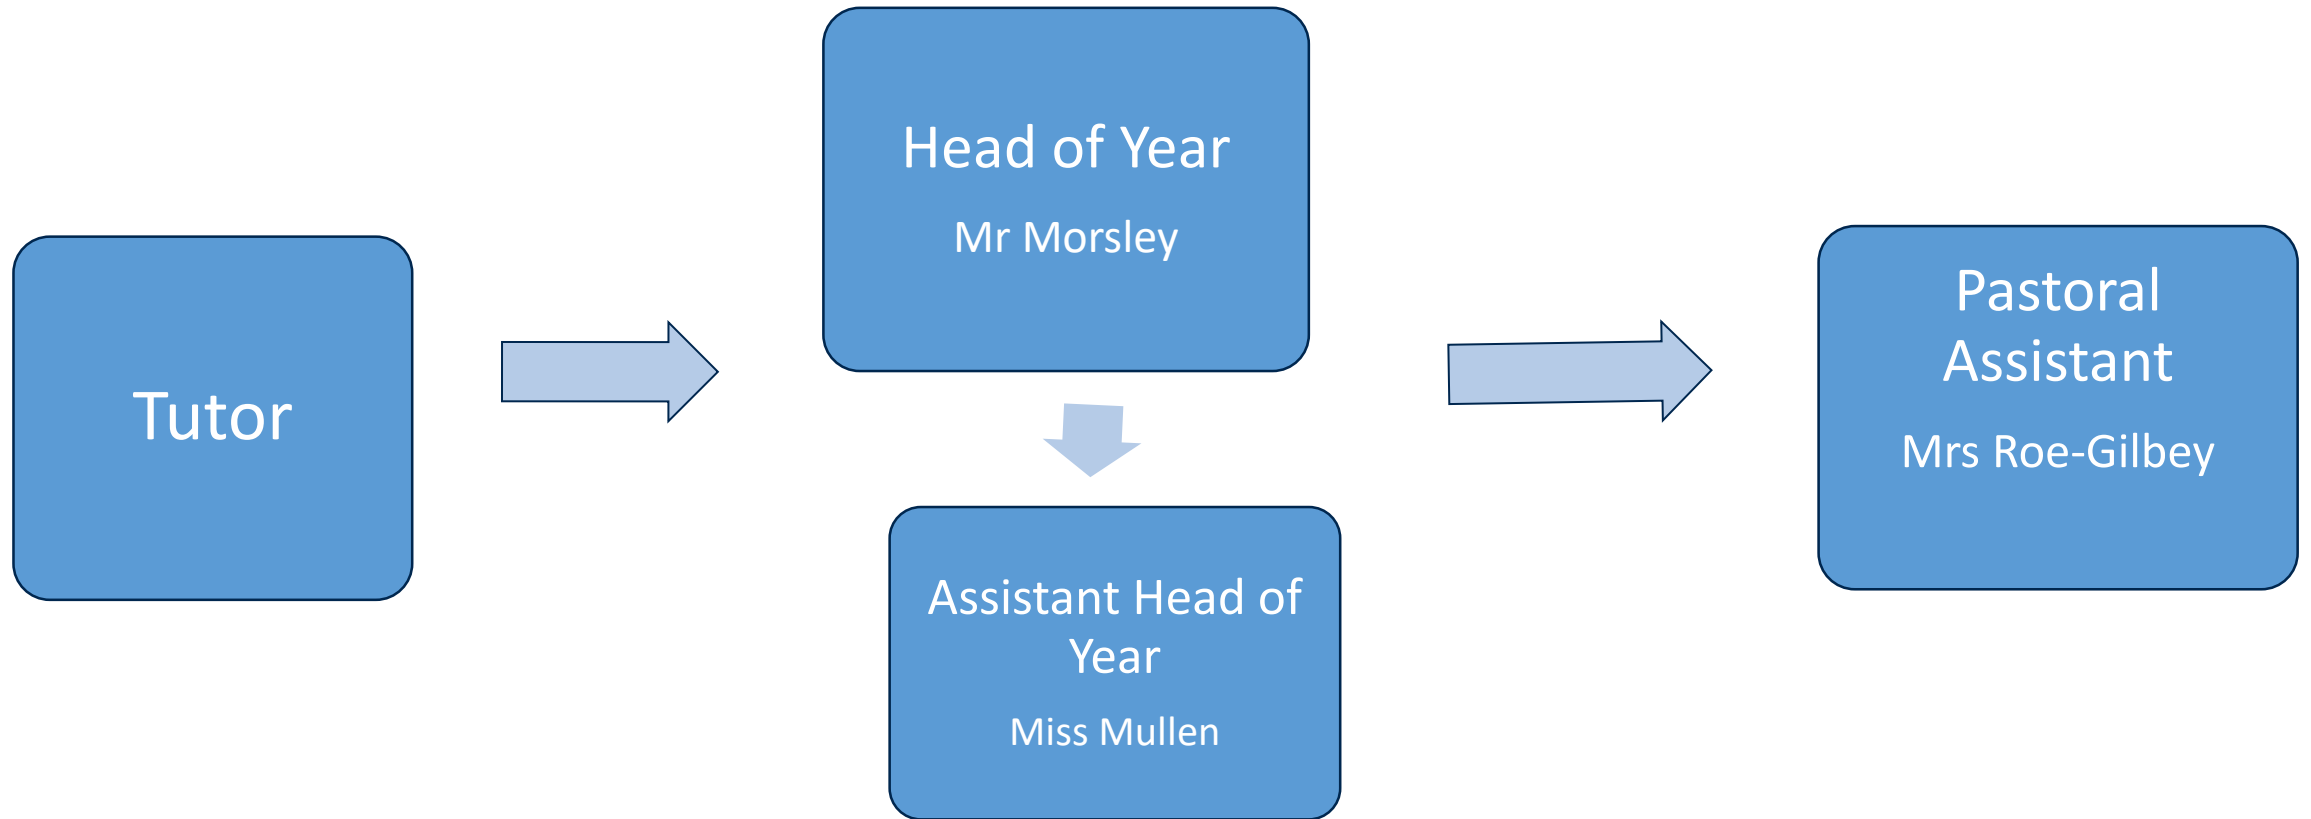 Tutor
Head of Year
Mr Morsley
Assistant Head of
Year
Miss Mullen
Pastoral
Assistant
Mrs Roe-Gilbey